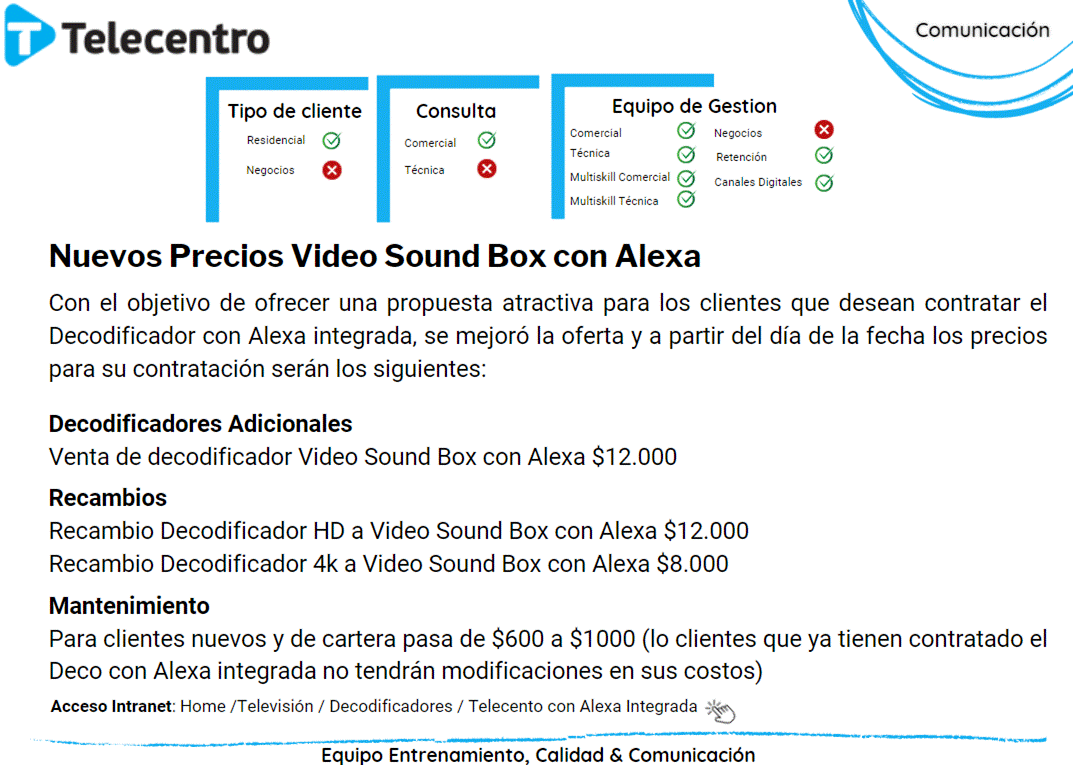 Telecentro
Comunicación
Tipo de cliente
Residencial
Negocios
Consulta
Comercial
Técnica
Equipo de Gestion
Comercial
Técnica
Multiskill Comercial
Multiskill Técnica
Negocios
Retención
Canales Digitales
Nuevos Precios Video Sound Box con Alexa
Con el objetivo de ofrecer una propuesta atractiva para los clientes que desean contratar el
Decodificador con Alexa integrada, se mejoró la oferta y a partir del día de la fecha los precios
para su contratación serán los siguientes:
Decodificadores Adicionales
Venta de decodificador Video Sound Box con Alexa $12.000
Recambios
Recambio Decodificador HD a Video Sound Box con Alexa $12.000
Recambio Decodificador 4k a Video Sound Box con Alexa $8.000
Mantenimiento
Para clientes nuevos y de cartera pasa de $600 a $1000 (lo clientes que ya tienen contratado el
Deco con Alexa integrada no tendrán modificaciones en sus costos)
Acceso Intranet: Home /Televisión / Decodificadores / Telecento con Alexa Integrada
Equipo Entrenamiento, Calidad & Comunicación